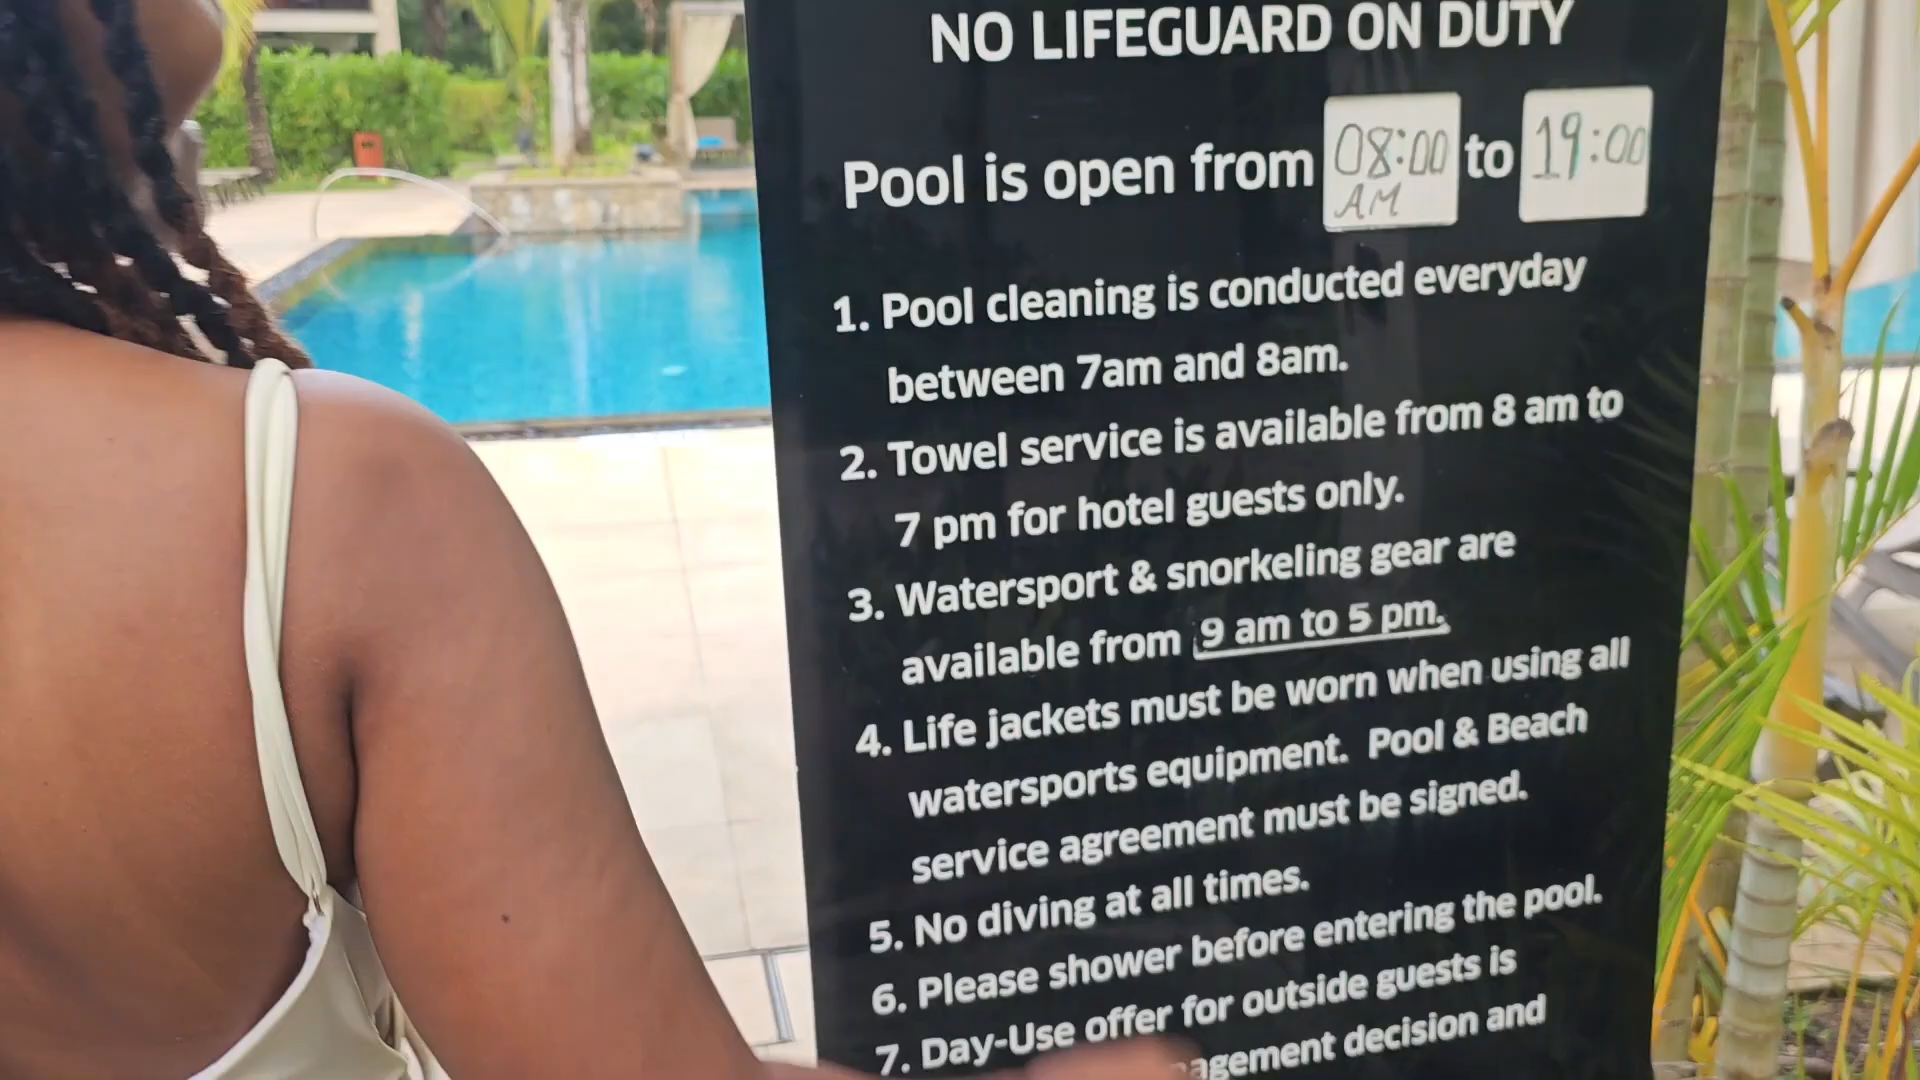 NO LIFEGUARD ON DUTY
Pool is open from 08:00 AM to 19:00
1. Pool cleaning is conducted everyday
between 7am and 8am.
2. Towel service is available from 8 am to
7 pm for hotel guests only.
3. Watersport & snorkeling gear are
available from 9 am to 5 pm.
4. Life jackets must be worn when using all
watersports equipment. Pool & Beach
service agreement must be signed.
5. No diving at all times.
6. Please shower before entering the pool.
7. Day-Use offer for outside guests is
decision and